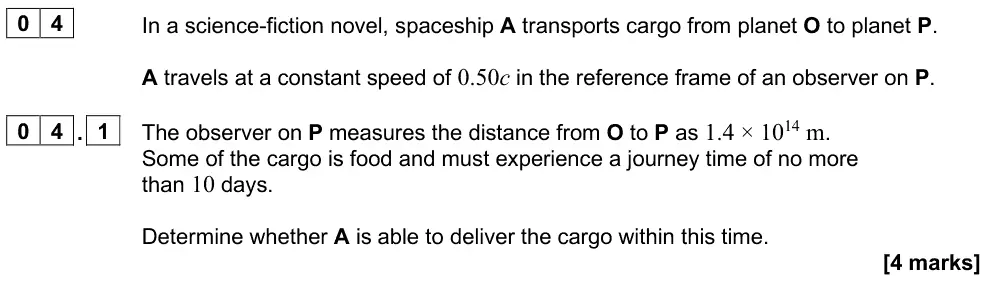 0 4 In a science-fiction novel, spaceship A transports cargo from planet O to planet P.
A travels at a constant speed of 0.50c in the reference frame of an observer on P.
0 4 . 1 The observer on P measures the distance from O to P as 1.4 × 10¹⁴ m.
Some of the cargo is food and must experience a journey time of no more
than 10 days.
Determine whether A is able to deliver the cargo within this time.
[4 marks]